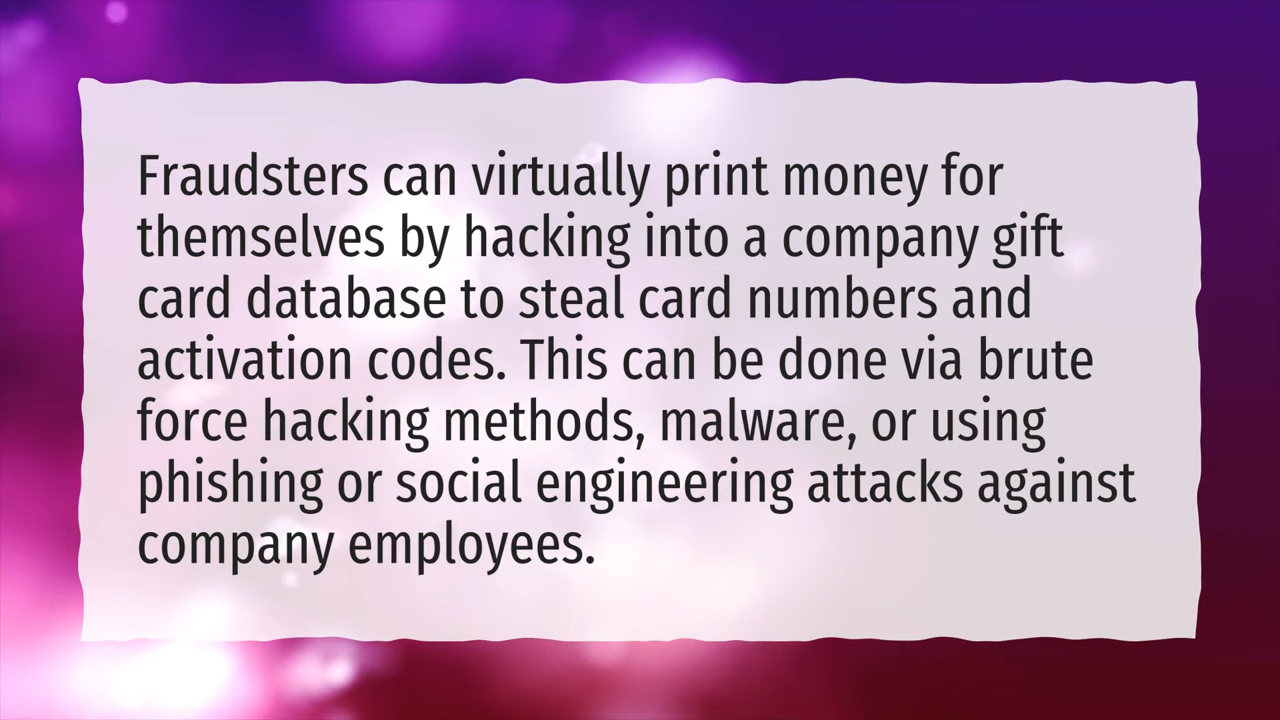 Fraudsters can virtually print money for
themselves by hacking into a company gift
card database to steal card numbers and
activation codes. This can be done via brute
force hacking methods, malware, or using
phishing or social engineering attacks against
company employees.